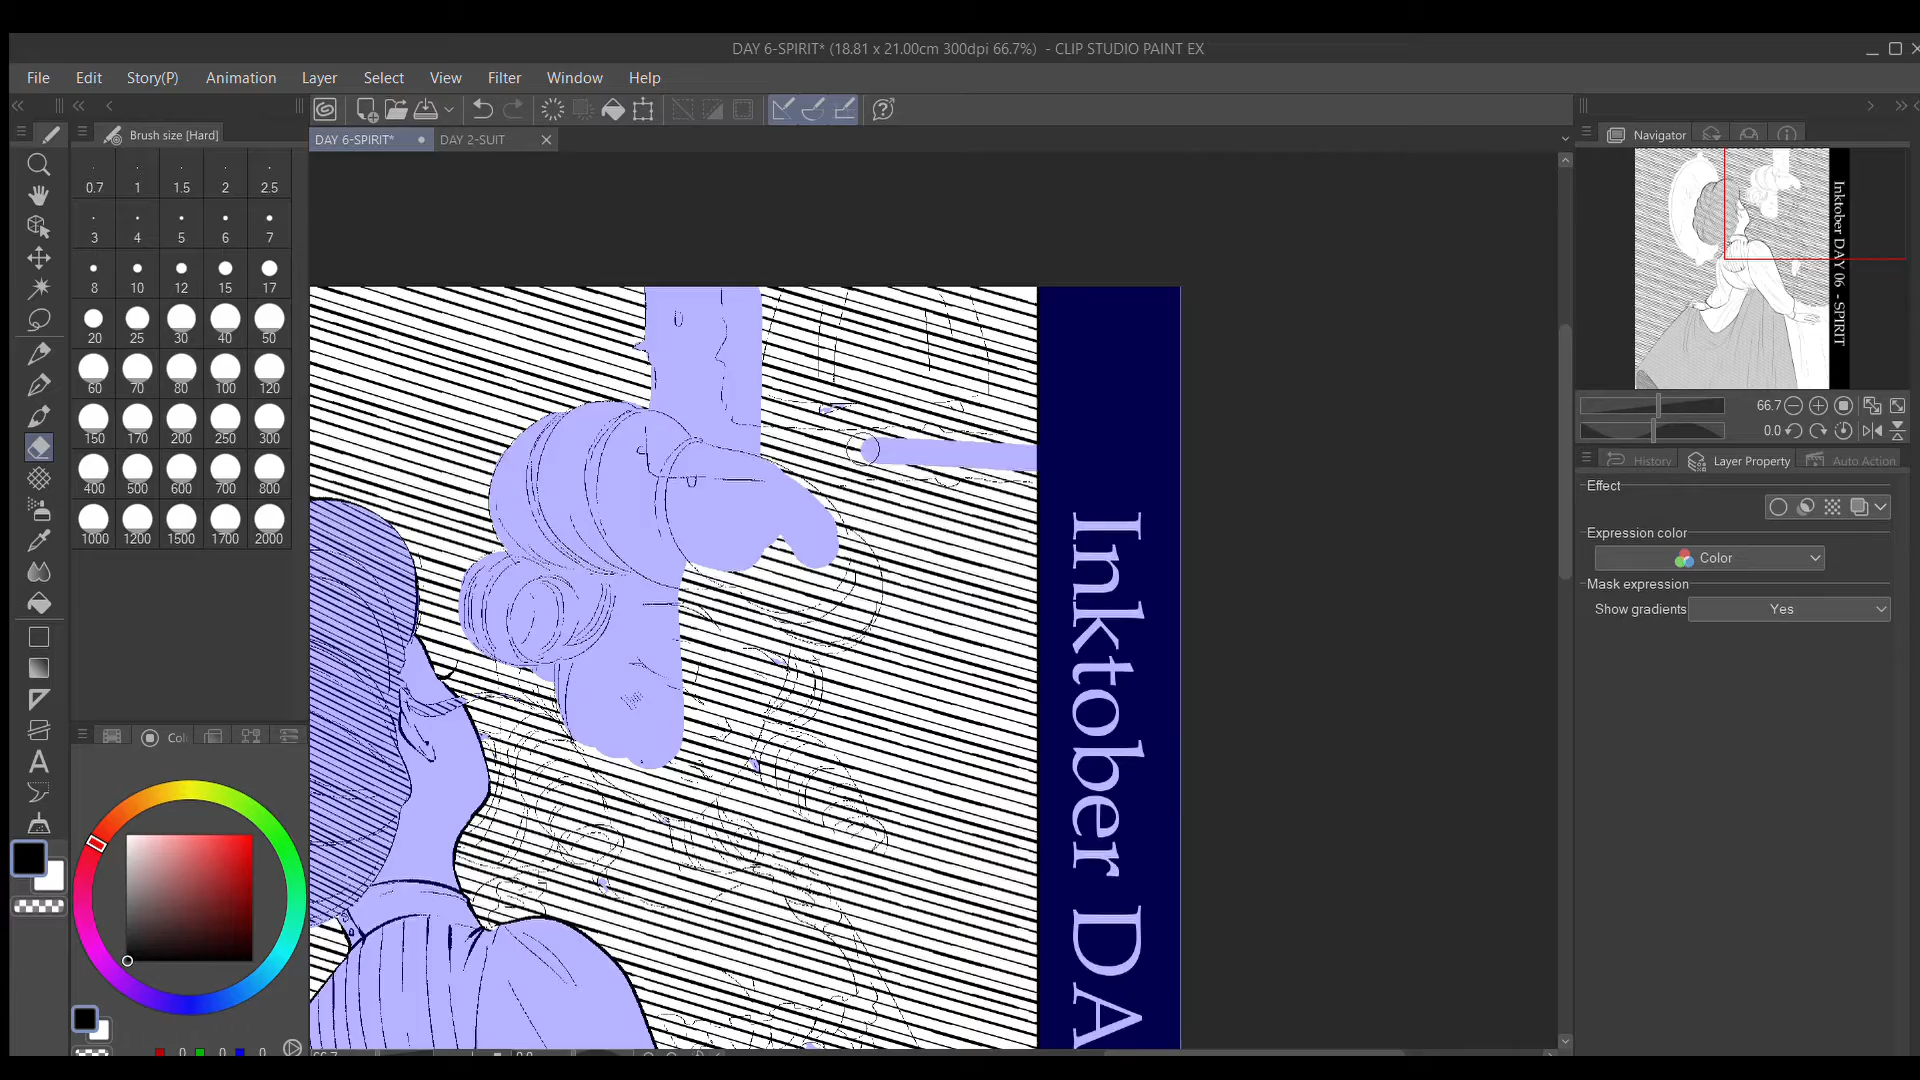 DAY 6-SPIRIT* (18.81 x 21.00cm 300dpi 66.7%) - CLIP STUDIO PAINT EX
File Edit Story(P) Animation Layer Select View Filter Window Help
Brush size [Hard]
DAY 6-SPIRIT* DAY 2-SUIT
Navigator
0.7 1 1.5 2 2.5
3 4 5 6 7
8 10 12 15 17
20 25 30 40 50
60 70 80 100 120
150 170 200 250 300
400 500 600 700 800
1000 1200 1500 1700 2000
Inktober DAY 06 - SPIRIT
66.7
0.0
History Layer Property Auto Action
Effect
Expression color
Color
Mask expression
Show gradients Yes
Inktober DA
Col